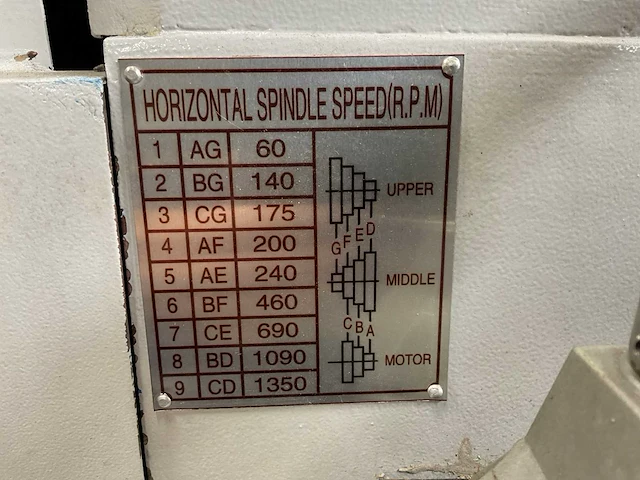 HORIZONTAL SPINDLE SPEED(R.P.M)
1 AG 60
2 BG 140
3 CG 175
4 AF 200
5 AE 240
6 BF 460
7 CE 690
8 BD 1090
9 CD 1350
UPPER
G F E D
MIDDLE
C B A
MOTOR